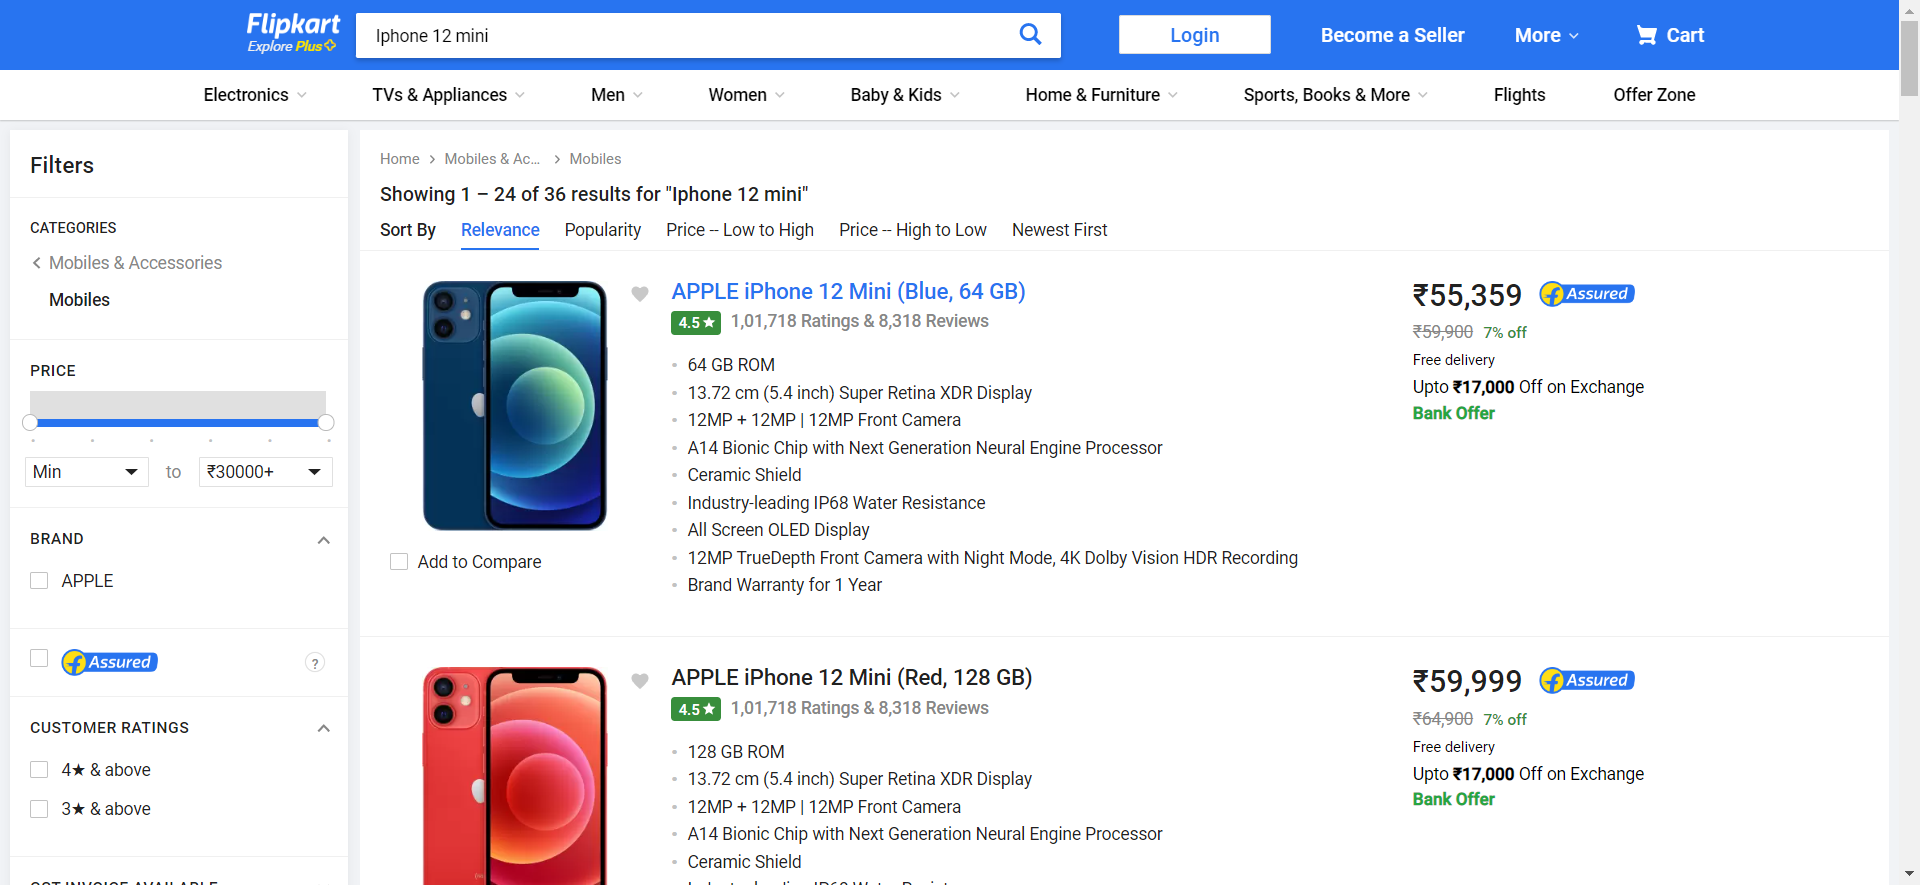 Flipkart
Explore Plus
Iphone 12 mini
Login
Become a Seller
More
Cart
Electronics
TVs & Appliances
Men
Women
Baby & Kids
Home & Furniture
Sports, Books & More
Flights
Offer Zone
Filters
CATEGORIES
Mobiles & Accessories
Mobiles
PRICE
Min
to
₹30000+
BRAND
APPLE
Assured
?
CUSTOMER RATINGS
4★ & above
3★ & above
GST INVOICE AVAILABLE
Home
Mobiles & Ac...
Mobiles
Showing 1 – 24 of 36 results for "Iphone 12 mini"
Sort By
Relevance
Popularity
Price -- Low to High
Price -- High to Low
Newest First
APPLE iPhone 12 Mini (Blue, 64 GB)
4.5★
1,01,718 Ratings & 8,318 Reviews
64 GB ROM
13.72 cm (5.4 inch) Super Retina XDR Display
12MP + 12MP | 12MP Front Camera
A14 Bionic Chip with Next Generation Neural Engine Processor
Ceramic Shield
Industry-leading IP68 Water Resistance
All Screen OLED Display
12MP TrueDepth Front Camera with Night Mode, 4K Dolby Vision HDR Recording
Brand Warranty for 1 Year
Add to Compare
₹55,359
Assured
₹59,900
7% off
Free delivery
Upto ₹17,000 Off on Exchange
Bank Offer
APPLE iPhone 12 Mini (Red, 128 GB)
4.5★
1,01,718 Ratings & 8,318 Reviews
128 GB ROM
13.72 cm (5.4 inch) Super Retina XDR Display
12MP + 12MP | 12MP Front Camera
A14 Bionic Chip with Next Generation Neural Engine Processor
Ceramic Shield
₹59,999
Assured
₹64,900
7% off
Free delivery
Upto ₹17,000 Off on Exchange
Bank Offer